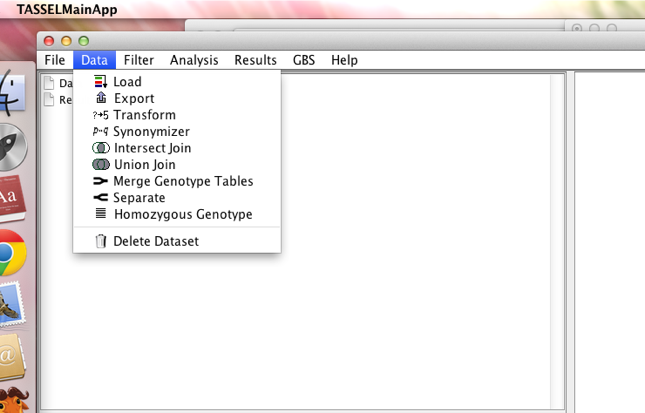 TASSELMainApp
File Data Filter Analysis Results GBS Help
Da
Re
Load
Export
?→5 Transform
Synonymizer
Intersect Join
Union Join
Merge Genotype Tables
Separate
Homozygous Genotype
Delete Dataset
Aa
@